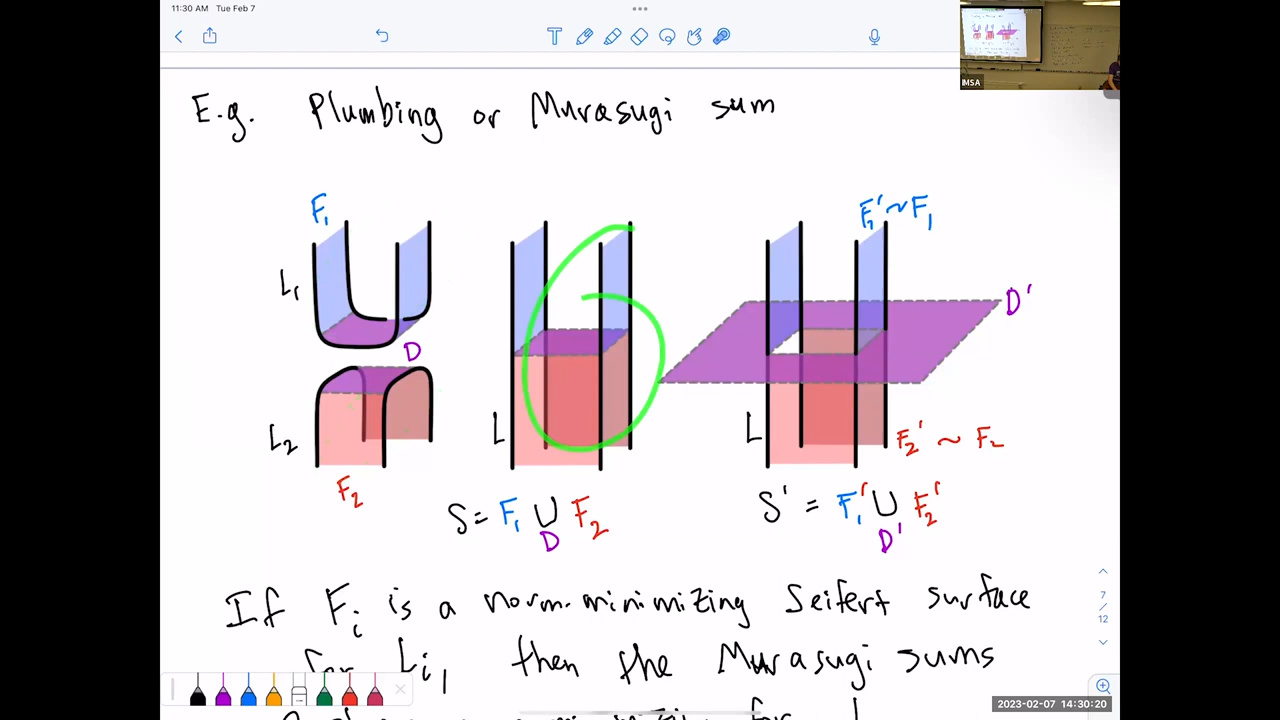 11:30 AM Tue Feb 7
IMSA
E.g. Plumbing or Murasugi sum
F₁
F₁' ~ F₁
L₁
D'
D
L₂
L
L
F₂' ~ F₂
F₂
S = F₁ ∪ F₂
D
S' = F₁' ∪ F₂'
D'
7
/
12
If Fᵢ is a norm-minimizing Seifert surface
for Lᵢ, then the Murasugi sums
2023-02-07 14:30:20